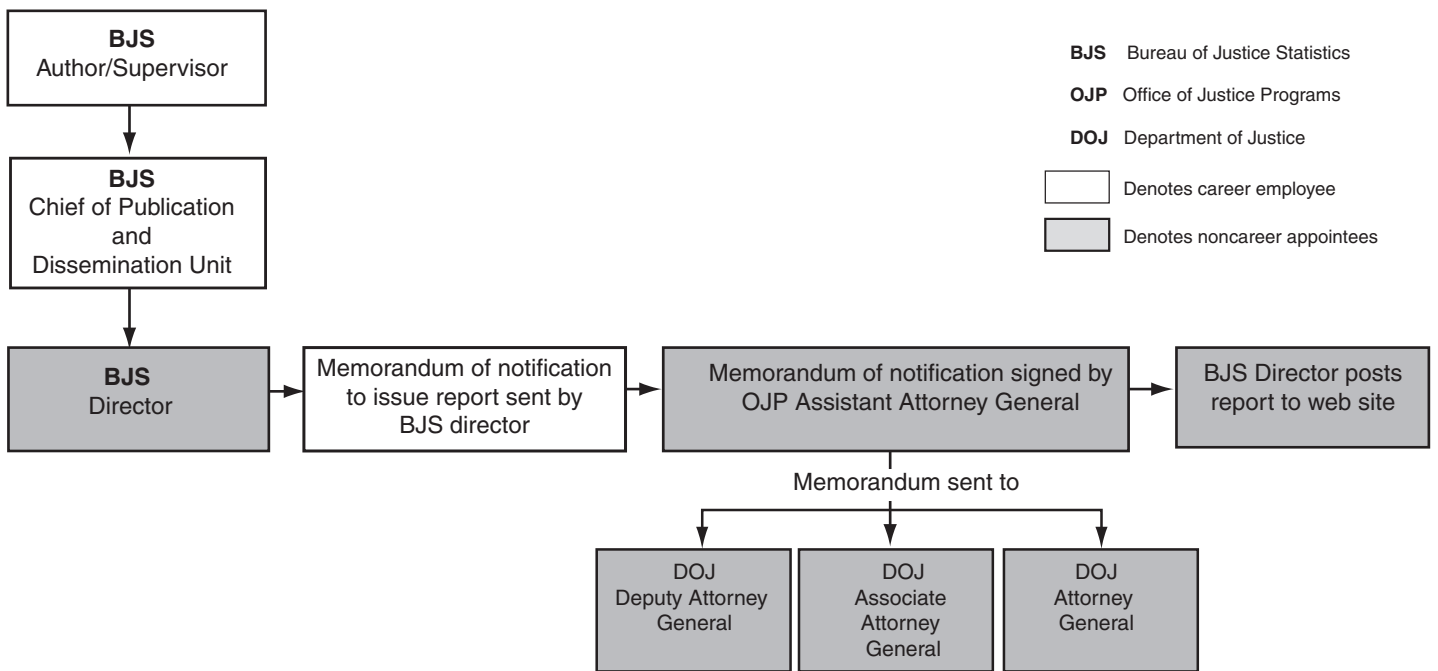 BJS
Author/Supervisor
BJS
Chief of Publication
and
Dissemination Unit
BJS
Director
Memorandum of notification
to issue report sent by
BJS director
Memorandum of notification signed by
OJP Assistant Attorney General
BJS Director posts
report to web site
Memorandum sent to
DOJ
Deputy Attorney
General
DOJ
Associate
Attorney
General
DOJ
Attorney
General
BJS Bureau of Justice Statistics
OJP Office of Justice Programs
DOJ Department of Justice
Denotes career employee
Denotes noncareer appointees